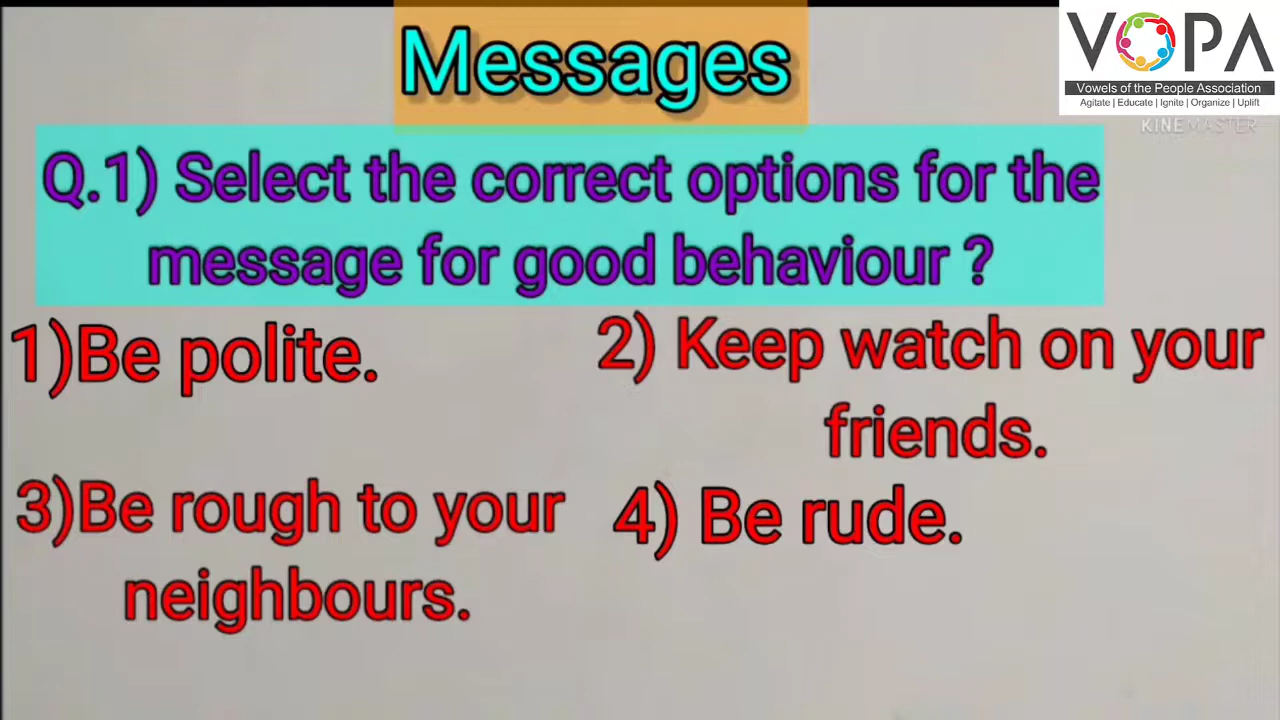 Messages
VOPA
Vowels of the People Association
Agitate | Educate | Ignite | Organize | Uplift
KINEMASTER
Q.1) Select the correct options for the
message for good behaviour ?
1)Be polite.
2) Keep watch on your
friends.
3)Be rough to your
neighbours.
4) Be rude.